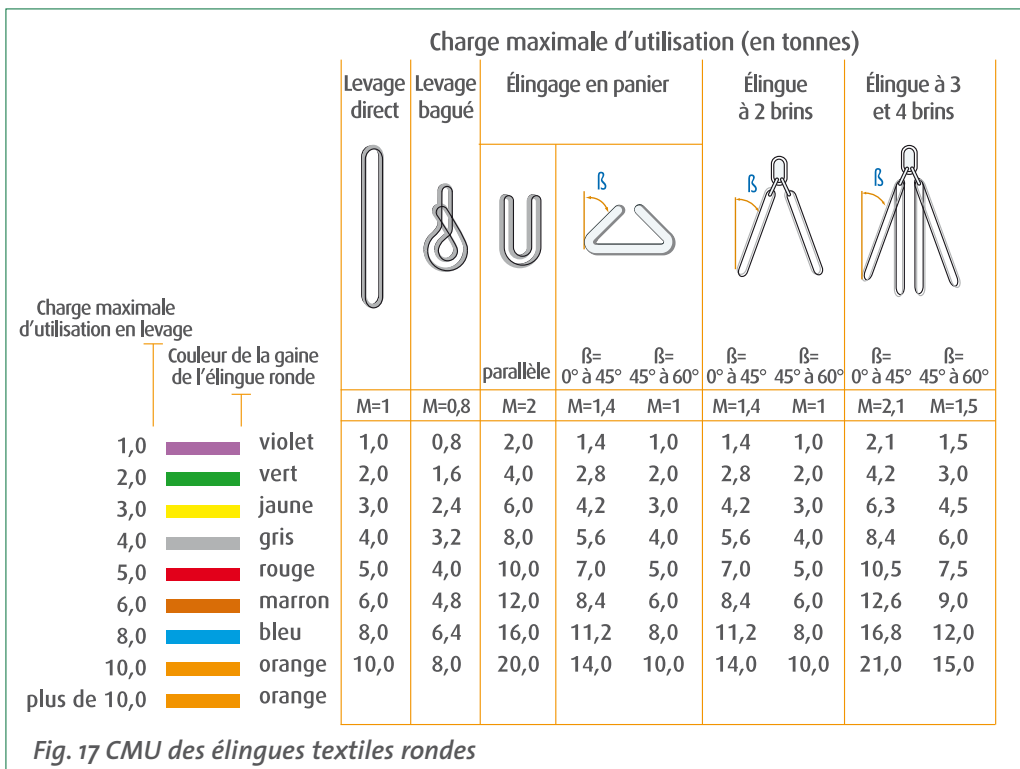 Charge maximale d'utilisation (en tonnes)
Levage direct Levage bagué Élingage en panier Élingue à 2 brins Élingue à 3 et 4 brins
ß ß ß
Charge maximale
d'utilisation en levage
Couleur de la gaine
de l'élingue ronde
parallèle ß= 0° à 45° ß= 45° à 60° ß= 0° à 45° ß= 45° à 60° ß= 0° à 45° ß= 45° à 60°
M=1 M=0,8 M=2 M=1,4 M=1 M=1,4 M=1 M=2,1 M=1,5
1,0 violet 1,0 0,8 2,0 1,4 1,0 1,4 1,0 2,1 1,5
2,0 vert 2,0 1,6 4,0 2,8 2,0 2,8 2,0 4,2 3,0
3,0 jaune 3,0 2,4 6,0 4,2 3,0 4,2 3,0 6,3 4,5
4,0 gris 4,0 3,2 8,0 5,6 4,0 5,6 4,0 8,4 6,0
5,0 rouge 5,0 4,0 10,0 7,0 5,0 7,0 5,0 10,5 7,5
6,0 marron 6,0 4,8 12,0 8,4 6,0 8,4 6,0 12,6 9,0
8,0 bleu 8,0 6,4 16,0 11,2 8,0 11,2 8,0 16,8 12,0
10,0 orange 10,0 8,0 20,0 14,0 10,0 14,0 10,0 21,0 15,0
plus de 10,0 orange
Fig. 17 CMU des élingues textiles rondes